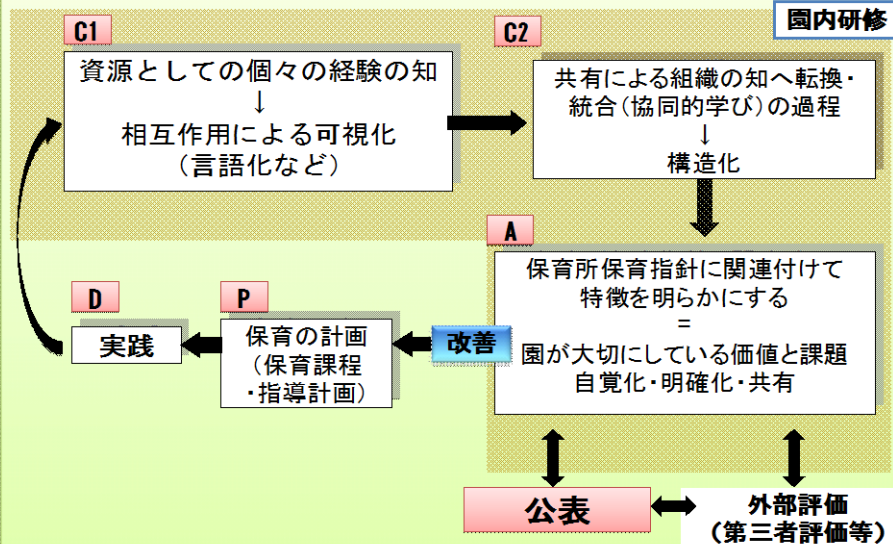 園内研修
C1
資源としての個々の経験の知
↓
相互作用による可視化
（言語化など）
C2
共有による組織の知へ転換・
統合（協同的学び）の過程
↓
構造化
A
保育所保育指針に関連付けて
特徴を明らかにする
=
園が大切にしている価値と課題
自覚化・明確化・共有
改善
P
保育の計画
（保育課程
・指導計画）
D
実践
公表
外部評価
（第三者評価等）